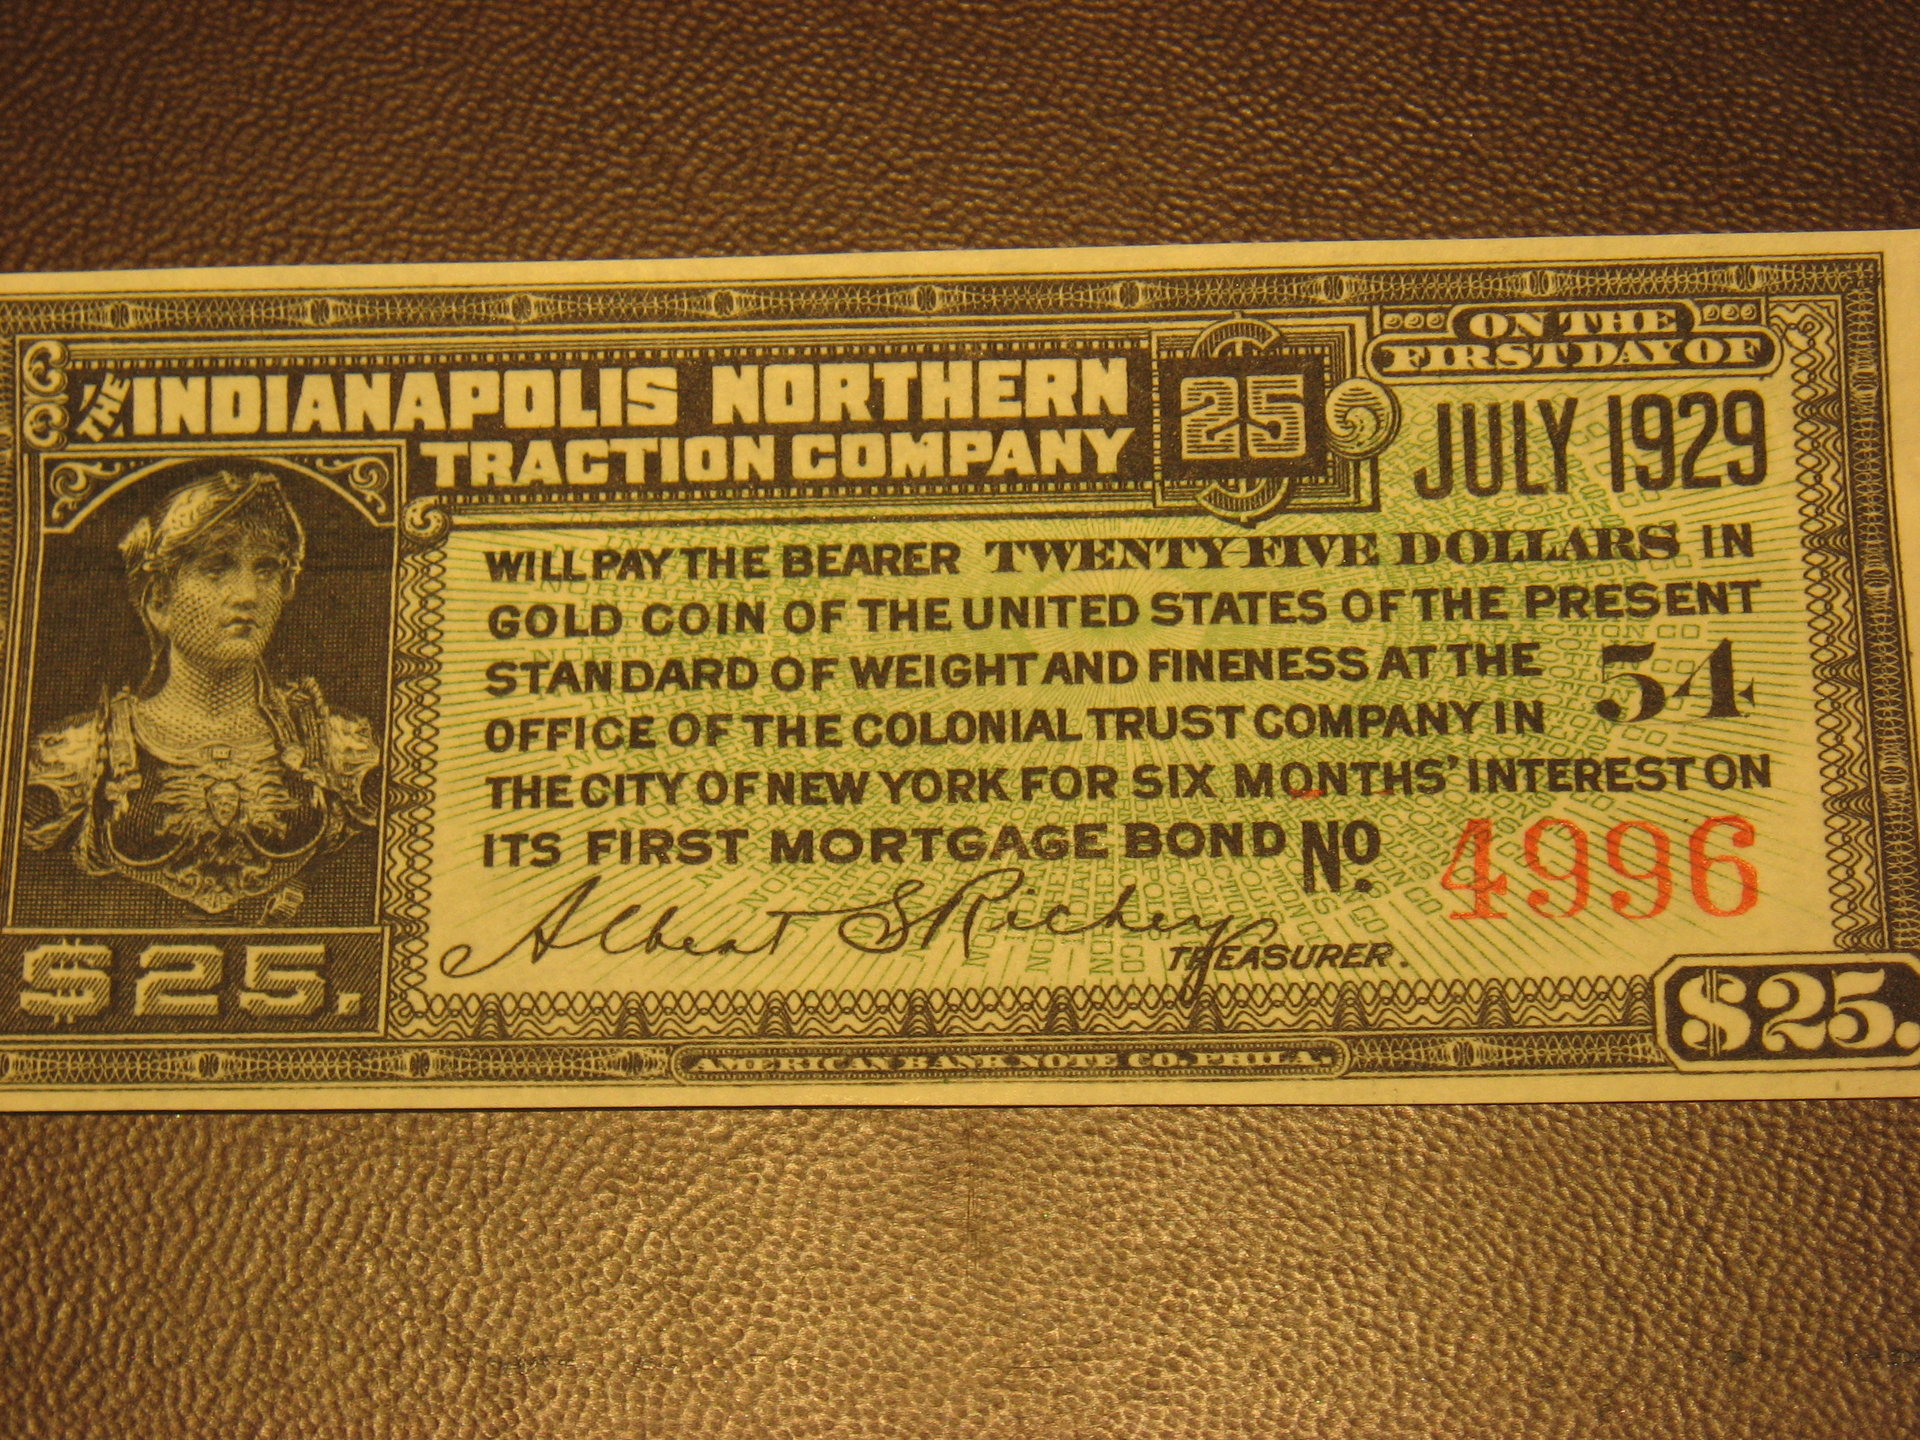 THE INDIANAPOLIS NORTHERN
TRACTION COMPANY
$25
ON THE
FIRST DAY OF
JULY 1929
WILL PAY THE BEARER TWENTY-FIVE DOLLARS IN
GOLD COIN OF THE UNITED STATES OF THE PRESENT
STANDARD OF WEIGHT AND FINENESS AT THE
54
OFFICE OF THE COLONIAL TRUST COMPANY IN
THE CITY OF NEW YORK FOR SIX MONTHS' INTEREST ON
ITS FIRST MORTGAGE BOND NO. 4996
Albert S Richey
TREASURER.
$25.
$25.
AMERICAN BANK NOTE CO. PHILA.